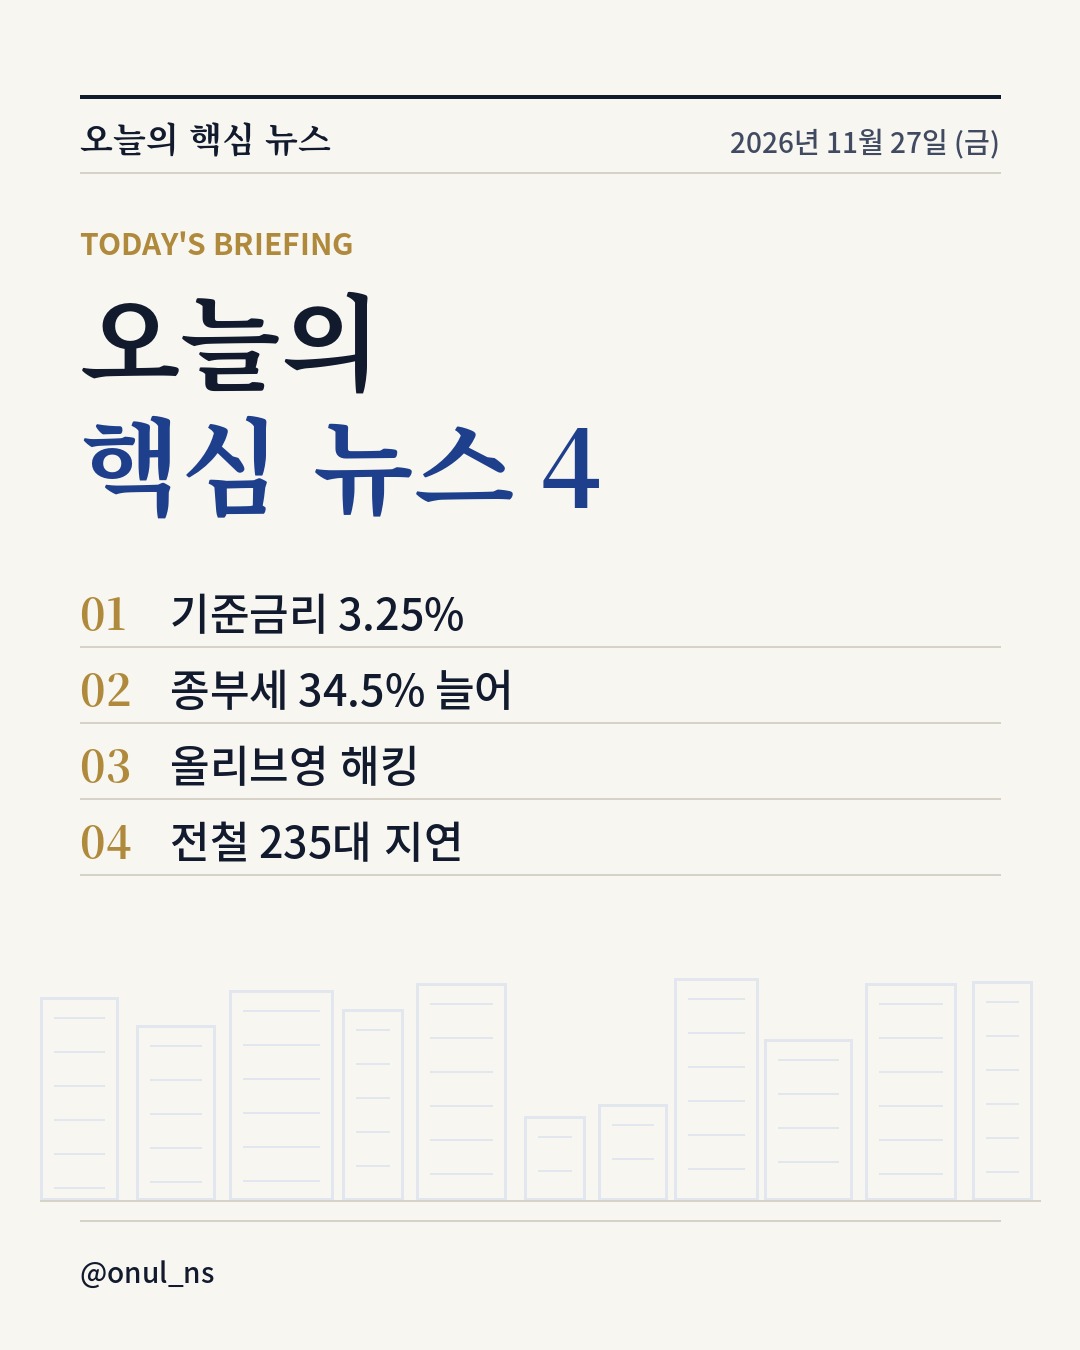 오늘의 핵심 뉴스
2026년 11월 27일 (금)
TODAY'S BRIEFING
오늘의
핵심 뉴스 4
01 기준금리 3.25%
02 종부세 34.5% 늘어
03 올리브영 해킹
04 전철 235대 지연
@onul_ns